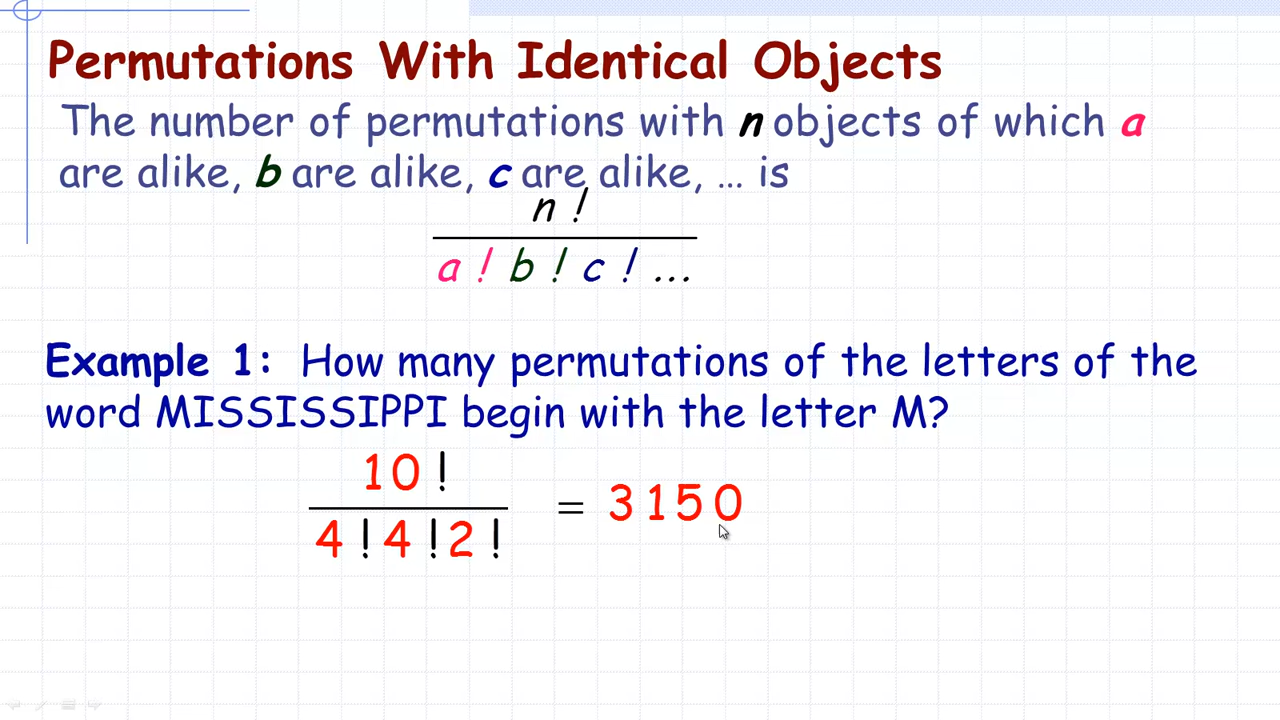 Permutations With Identical Objects
The number of permutations with n objects of which a
are alike, b are alike, c are alike, … is
n !
a ! b ! c ! …
Example 1: How many permutations of the letters of the
word MISSISSIPPI begin with the letter M?
10 !
4 ! 4 ! 2 !
= 3150